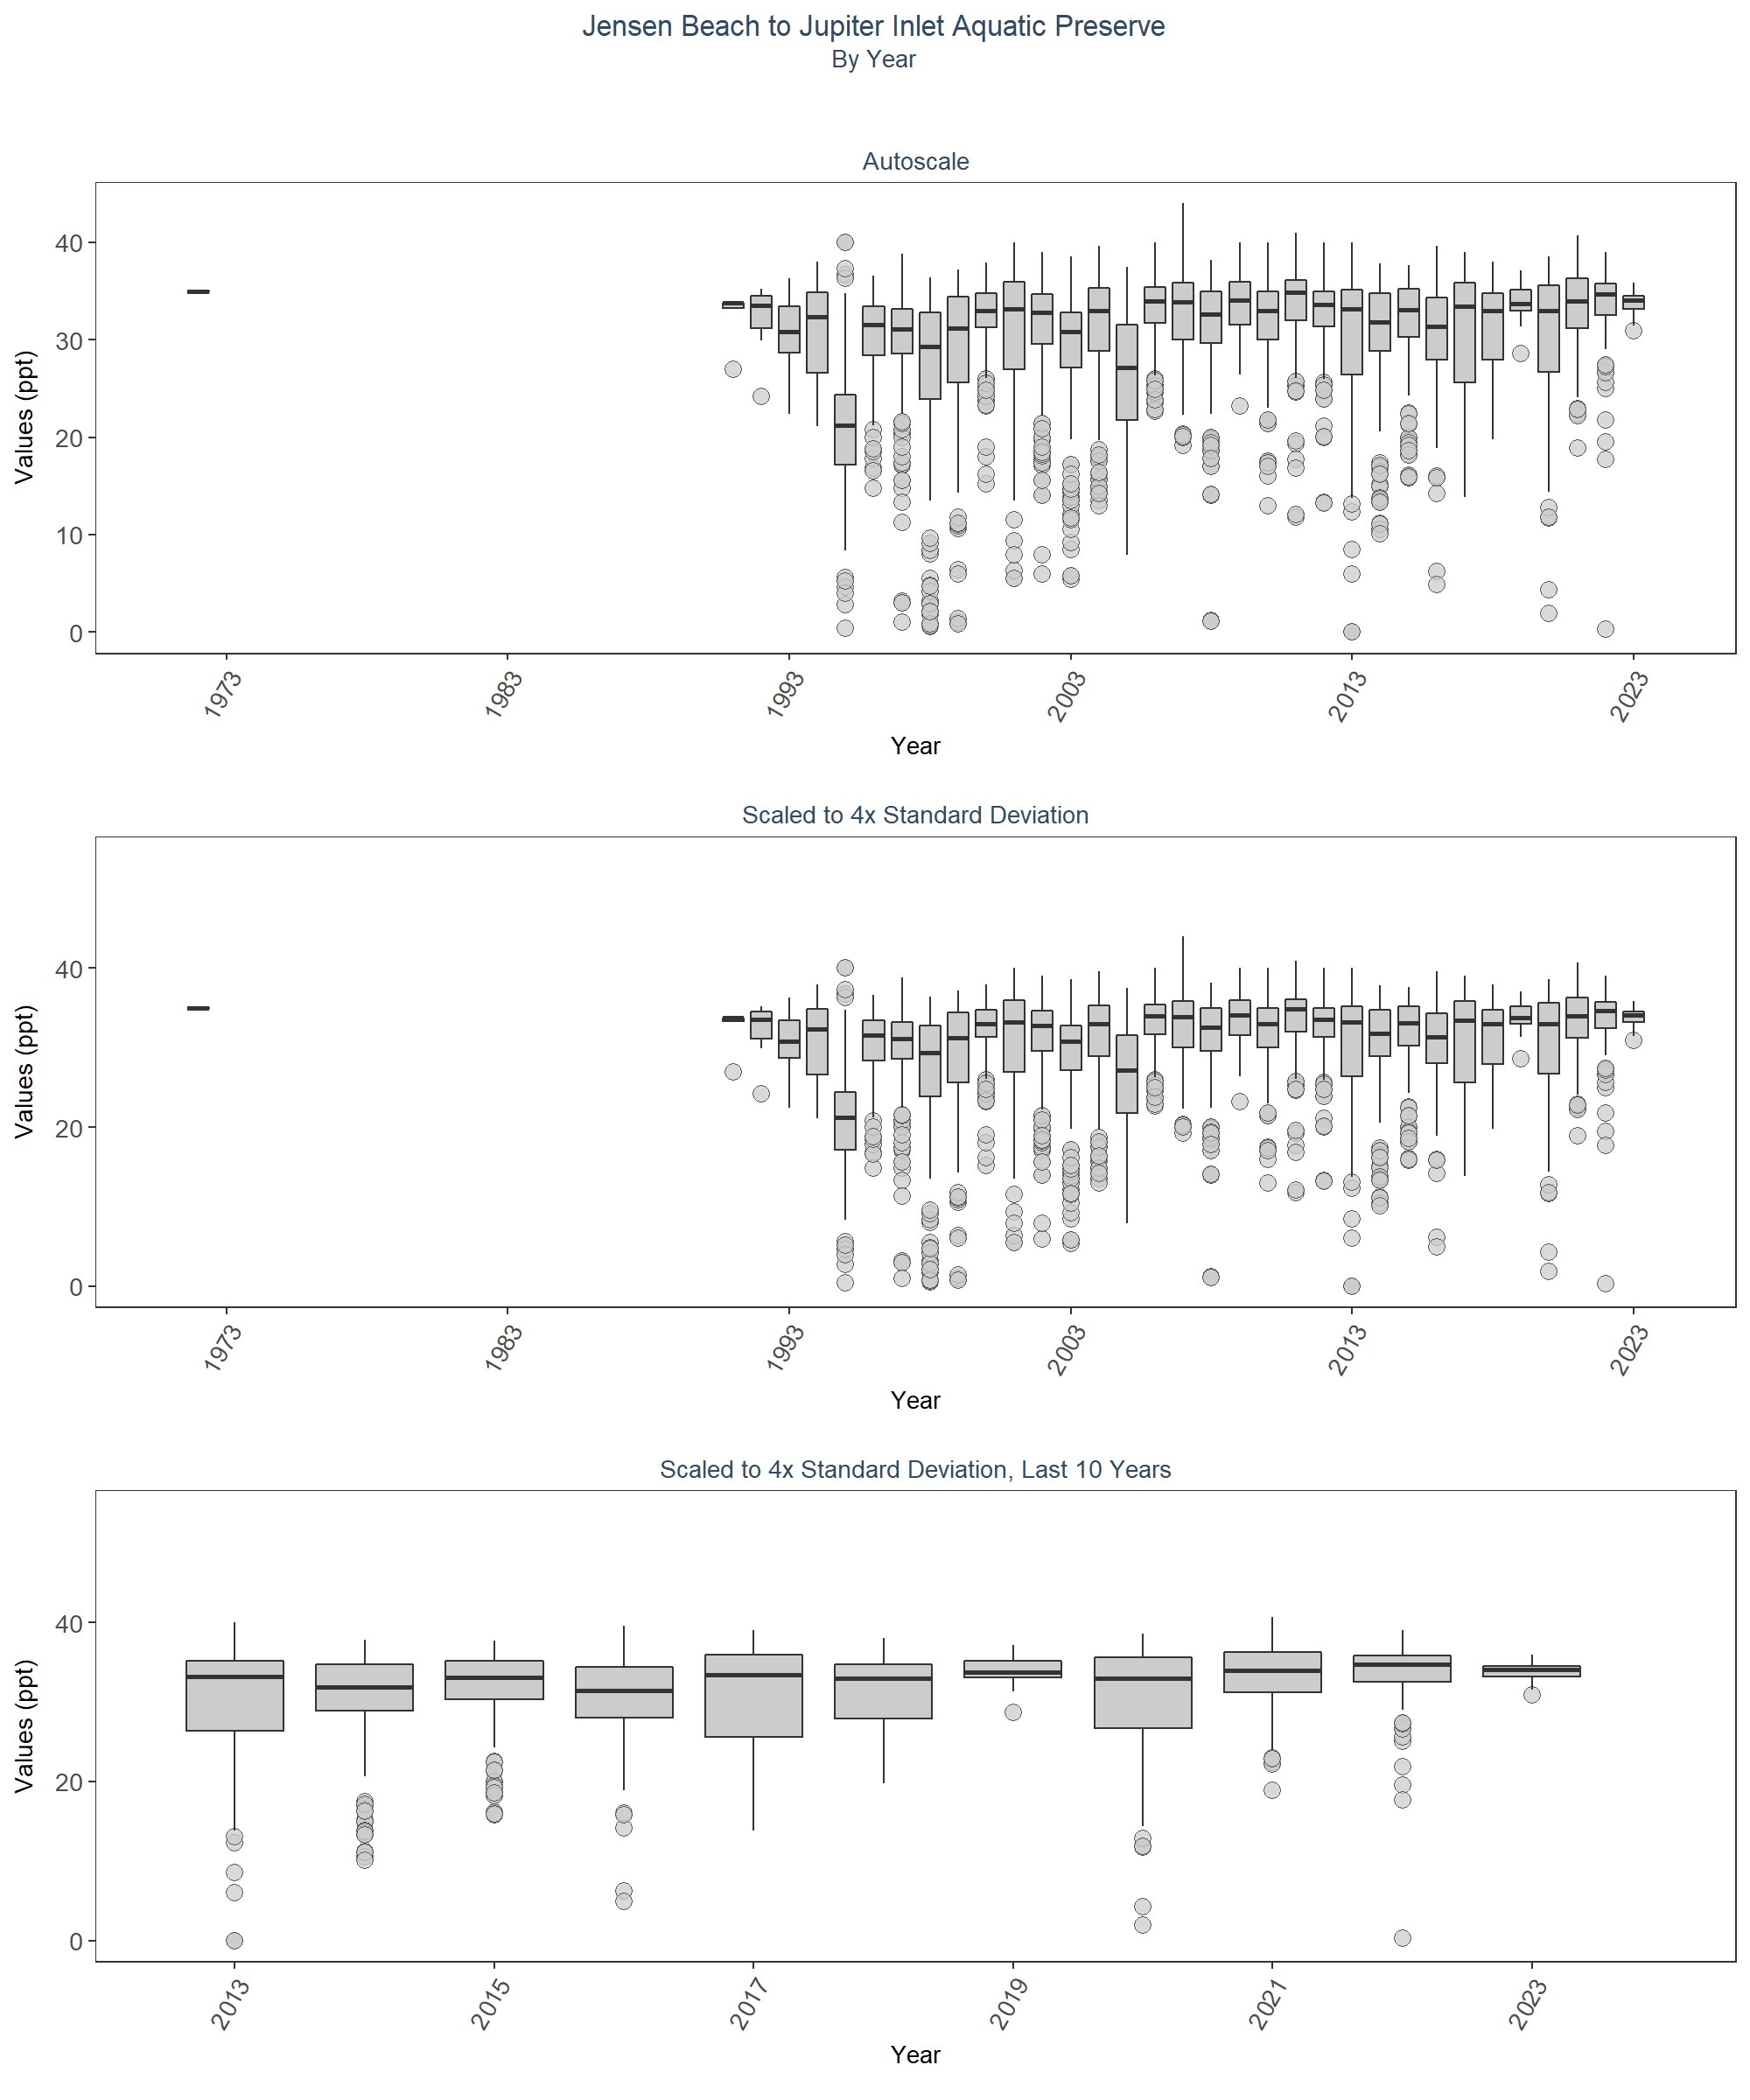 Jensen Beach to Jupiter Inlet Aquatic Preserve
By Year
Autoscale
Values (ppt)
40
30
20
10
0
1973
1983
1993
2003
2013
2023
Year
Scaled to 4x Standard Deviation
Values (ppt)
40
20
0
1973
1983
1993
2003
2013
2023
Year
Scaled to 4x Standard Deviation, Last 10 Years
Values (ppt)
40
20
0
2013
2015
2017
2019
2021
2023
Year